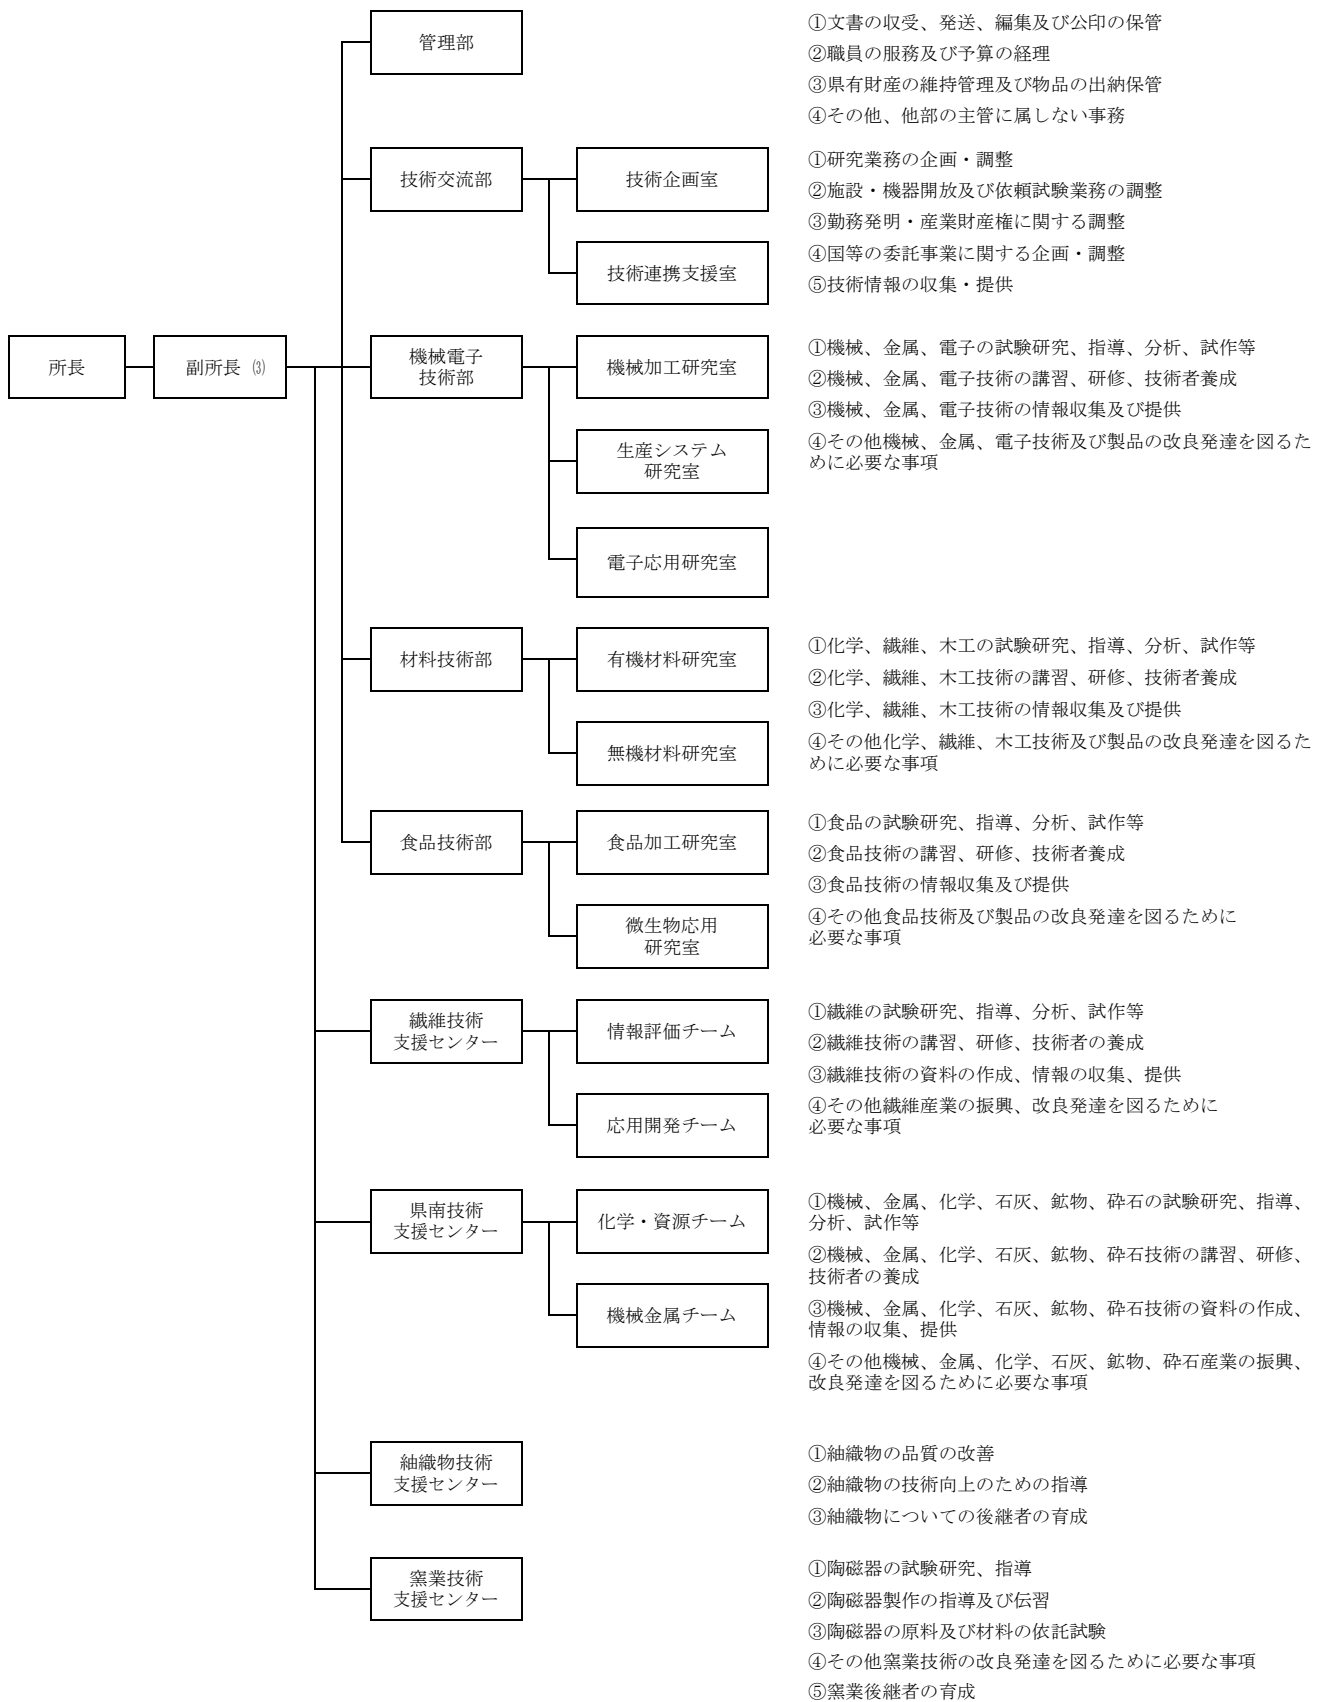 管理部
①文書の収受、発送、編集及び公印の保管
②職員の服務及び予算の経理
③県有財産の維持管理及び物品の出納保管
④その他、他部の主管に属しない事務
技術交流部
技術企画室
技術連携支援室
①研究業務の企画・調整
②施設・機器開放及び依頼試験業務の調整
③勤務発明・産業財産権に関する調整
④国等の委託事業に関する企画・調整
⑤技術情報の収集・提供
所長
副所長 ⑶
機械電子
技術部
機械加工研究室
生産システム
研究室
電子応用研究室
①機械、金属、電子の試験研究、指導、分析、試作等
②機械、金属、電子技術の講習、研修、技術者養成
③機械、金属、電子技術の情報収集及び提供
④その他機械、金属、電子技術及び製品の改良発達を図るた
めに必要な事項
材料技術部
有機材料研究室
無機材料研究室
①化学、繊維、木工の試験研究、指導、分析、試作等
②化学、繊維、木工技術の講習、研修、技術者養成
③化学、繊維、木工技術の情報収集及び提供
④その他化学、繊維、木工技術及び製品の改良発達を図るた
めに必要な事項
食品技術部
食品加工研究室
微生物応用
研究室
①食品の試験研究、指導、分析、試作等
②食品技術の講習、研修、技術者養成
③食品技術の情報収集及び提供
④その他食品技術及び製品の改良発達を図るために
必要な事項
繊維技術
支援センター
情報評価チーム
応用開発チーム
①繊維の試験研究、指導、分析、試作等
②繊維技術の講習、研修、技術者の養成
③繊維技術の資料の作成、情報の収集、提供
④その他繊維産業の振興、改良発達を図るために
必要な事項
県南技術
支援センター
化学・資源チーム
機械金属チーム
①機械、金属、化学、石灰、鉱物、砕石の試験研究、指導、
分析、試作等
②機械、金属、化学、石灰、鉱物、砕石技術の講習、研修、
技術者の養成
③機械、金属、化学、石灰、鉱物、砕石技術の資料の作成、
情報の収集、提供
④その他機械、金属、化学、石灰、鉱物、砕石産業の振興、
改良発達を図るために必要な事項
紬織物技術
支援センター
①紬織物の品質の改善
②紬織物の技術向上のための指導
③紬織物についての後継者の育成
窯業技術
支援センター
①陶磁器の試験研究、指導
②陶磁器製作の指導及び伝習
③陶磁器の原料及び材料の依託試験
④その他窯業技術の改良発達を図るために必要な事項
⑤窯業後継者の育成